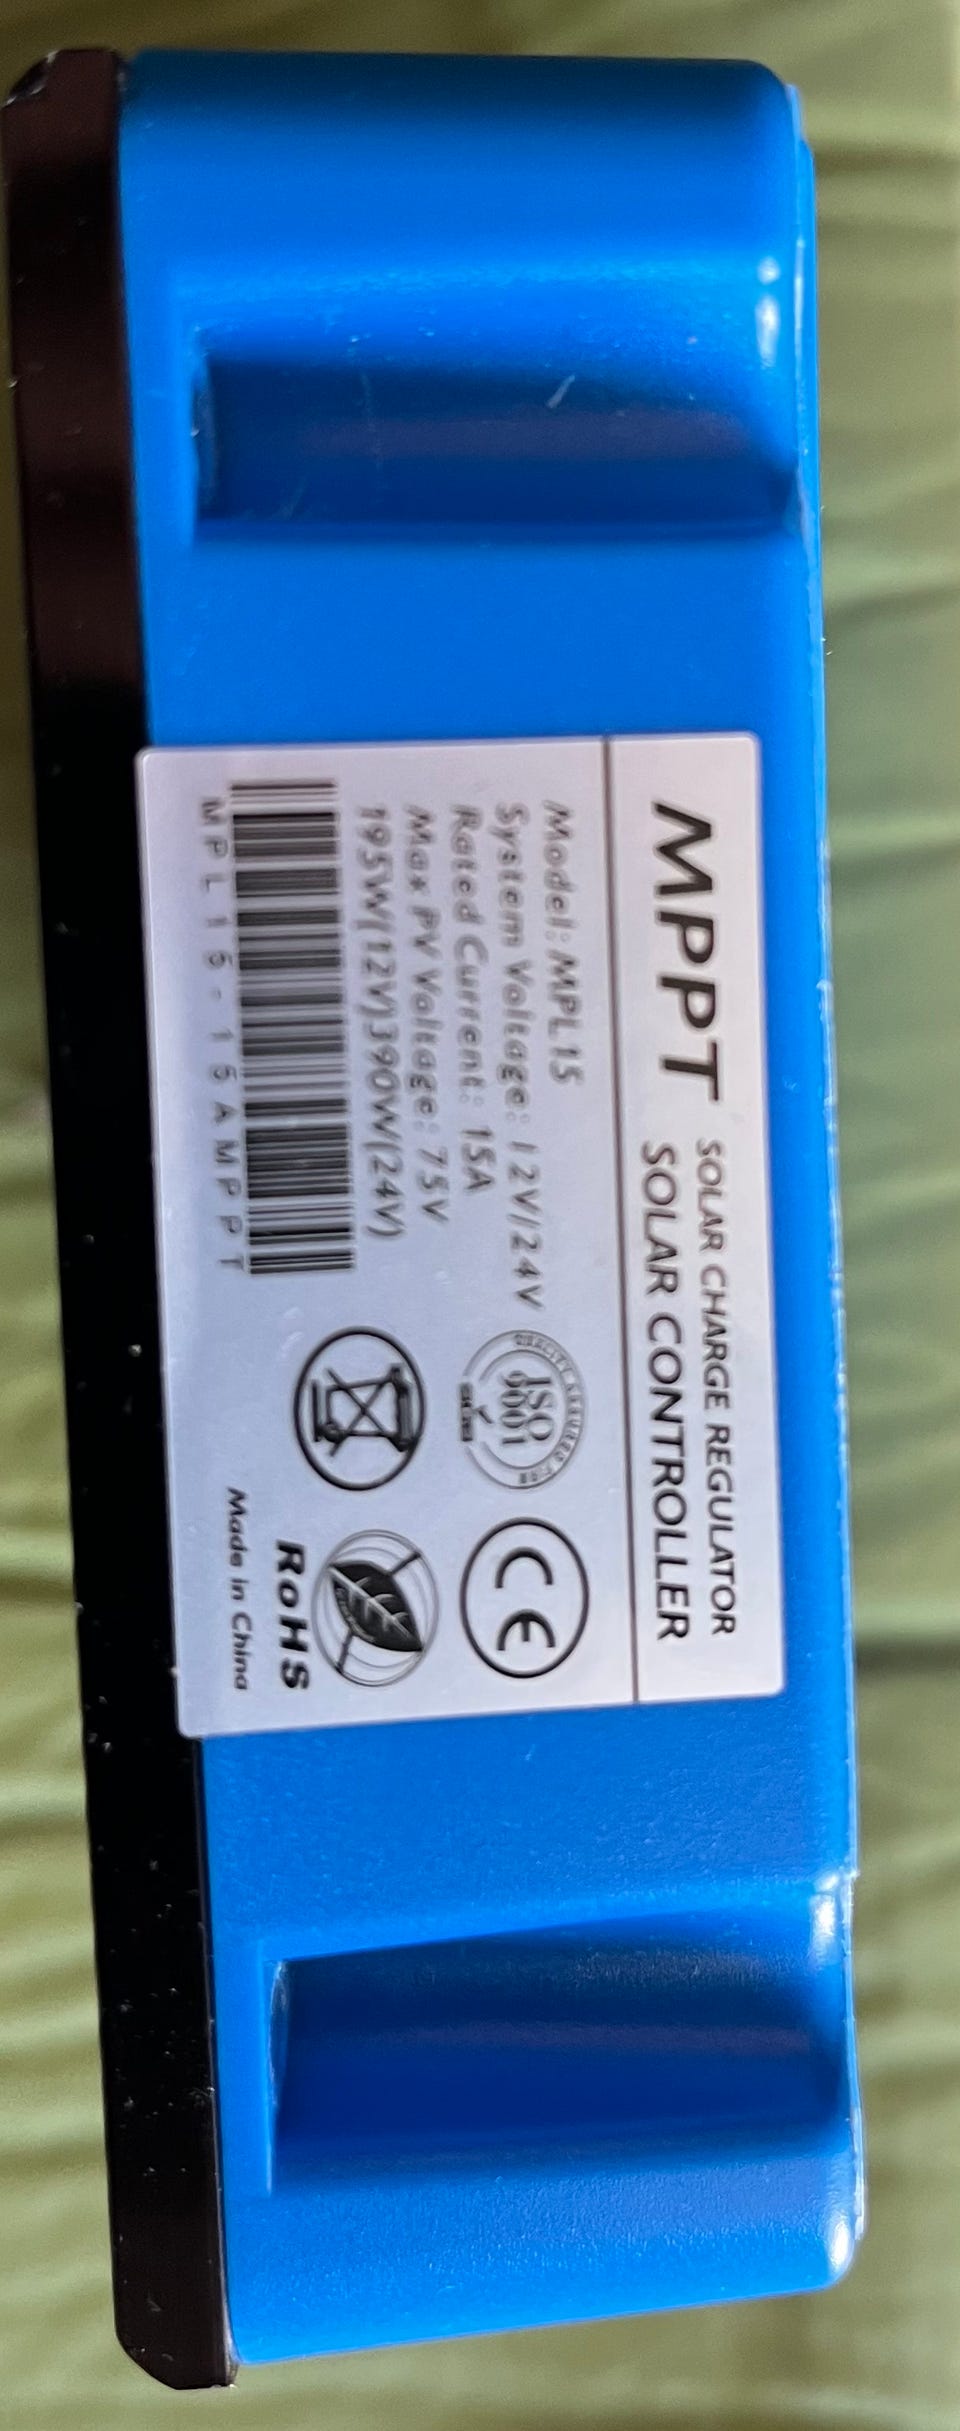 MPPT
SOLAR CHARGE REGULATOR
SOLAR CONTROLLER
Model: MPL15
System Voltage: 12V/24V
Rated Current: 15A
Max PV Voltage: 75V
195W(12V)390W(24V)
MPL15-15AMPPT
ISO
9001
CE
RoHS
Made in China